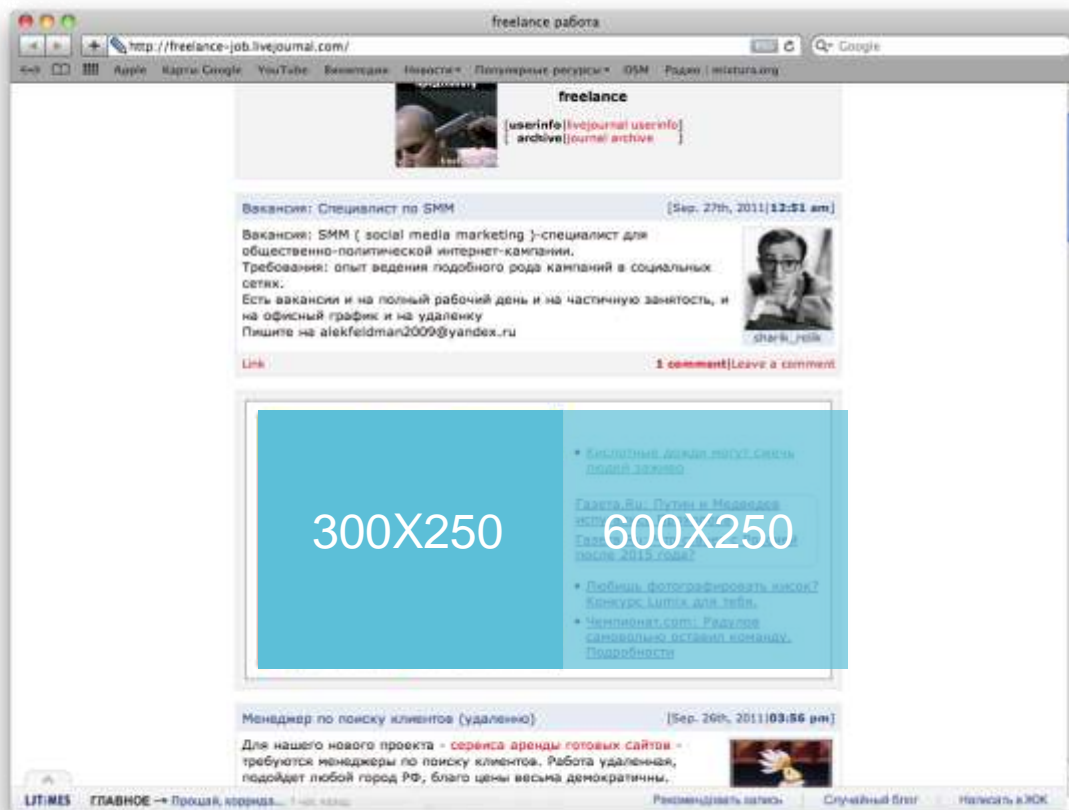 freelance работа
http://freelance-job.livejournal.com/
Google
Apple Карты Google YouTube Википедия Новости Популярные ресурсы OSM Радио | mixtura.org
freelance
[userinfo|livejournal userinfo]
[ archive|journal archive ]
Вакансия: Специалист по SMM [Sep. 27th, 2011|12:51 am]
Вакансия: SMM ( social media marketing )-специалист для
общественно-политической интернет-кампании.
Требования: опыт ведения подобного рода кампаний в социальных
сетях.
Есть вакансии и на полный рабочий день и на частичную занятость, и
на офисный график и на удаленку
Пишите на alekfeldman2009@yandex.ru
sharik_rolik
Link 1 comment|Leave a comment
• Кислотные дожди могут сжечь
людей заживо
Газета.Ru: Путин и Медведев
300X250 600X250
после 2015 года?
• Любишь фотографировать кисок?
Конкурс Lumix для тебя.
• Чемпионат.com: Радулов
самовольно оставил команду.
Подробности
Менеджер по поиску клиентов (удаленно) [Sep. 26th, 2011|03:56 pm]
Для нашего нового проекта - сервиса аренды готовых сайтов -
требуются менеджеры по поиску клиентов. Работа удаленная,
подойдет любой город РФ, благо цены весьма демократичны.
LJTIMES ГЛАВНОЕ → Прощай, коррида... 1 час назад Рекомендовать запись Случайный блог Написать в ЖЖ